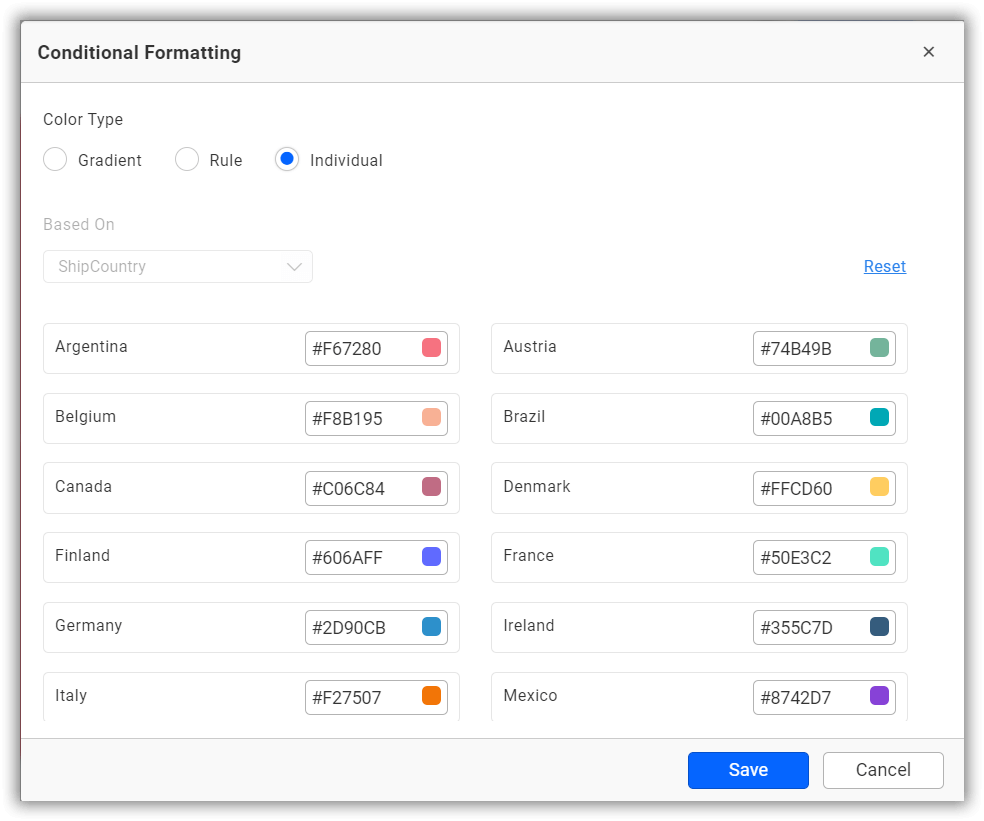 Conditional Formatting
Color Type
Gradient Rule Individual
Based On
ShipCountry Reset
Argentina #F67280 Austria #74B49B
Belgium #F8B195 Brazil #00A8B5
Canada #C06C84 Denmark #FFCD60
Finland #606AFF France #50E3C2
Germany #2D90CB Ireland #355C7D
Italy #F27507 Mexico #8742D7
Save Cancel